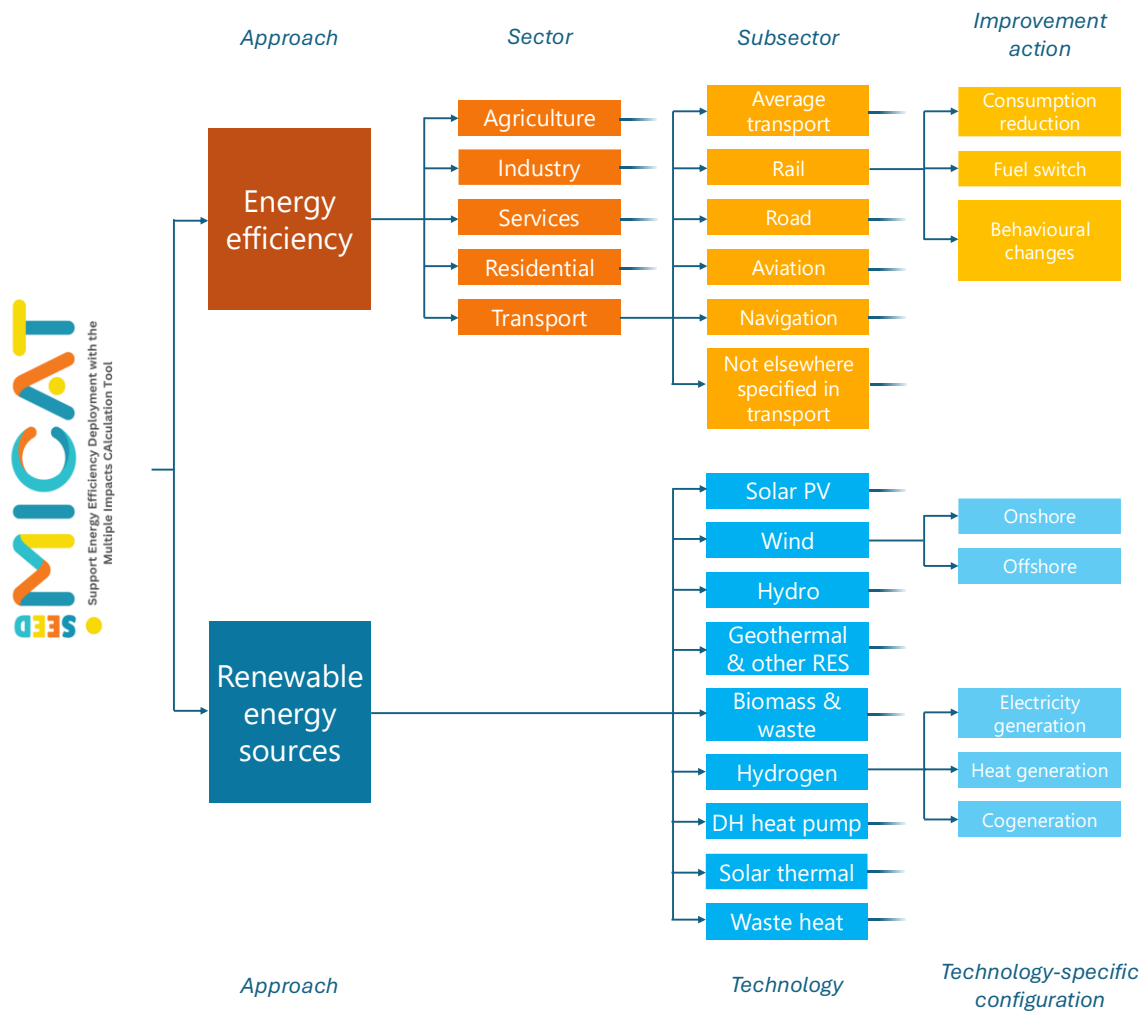 Approach
Sector
Subsector
Improvement
action
Energy
efficiency
Agriculture
Industry
Services
Residential
Transport
Average
transport
Rail
Road
Aviation
Navigation
Not elsewhere
specified in
transport
Consumption
reduction
Fuel switch
Behavioural
changes
SEED
MICAT
Support Energy Efficiency Deployment with the
Multiple Impacts CAlculation Tool
Renewable
energy
sources
Solar PV
Wind
Hydro
Geothermal
& other RES
Biomass &
waste
Hydrogen
DH heat pump
Solar thermal
Waste heat
Onshore
Offshore
Electricity
generation
Heat generation
Cogeneration
Approach
Technology
Technology-specific
configuration